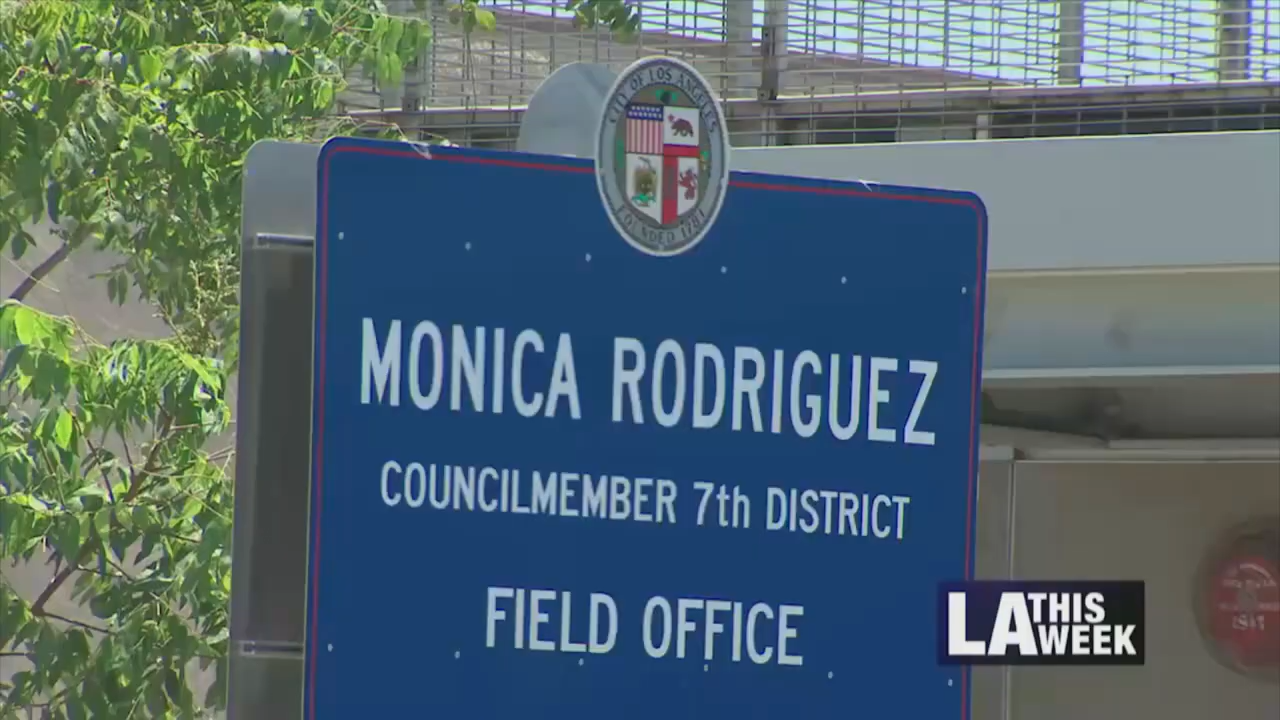 CITY OF LOS ANGELES
FOUNDED 1781
MONICA RODRIGUEZ
COUNCILMEMBER 7th DISTRICT
FIELD OFFICE
LA THIS WEEK